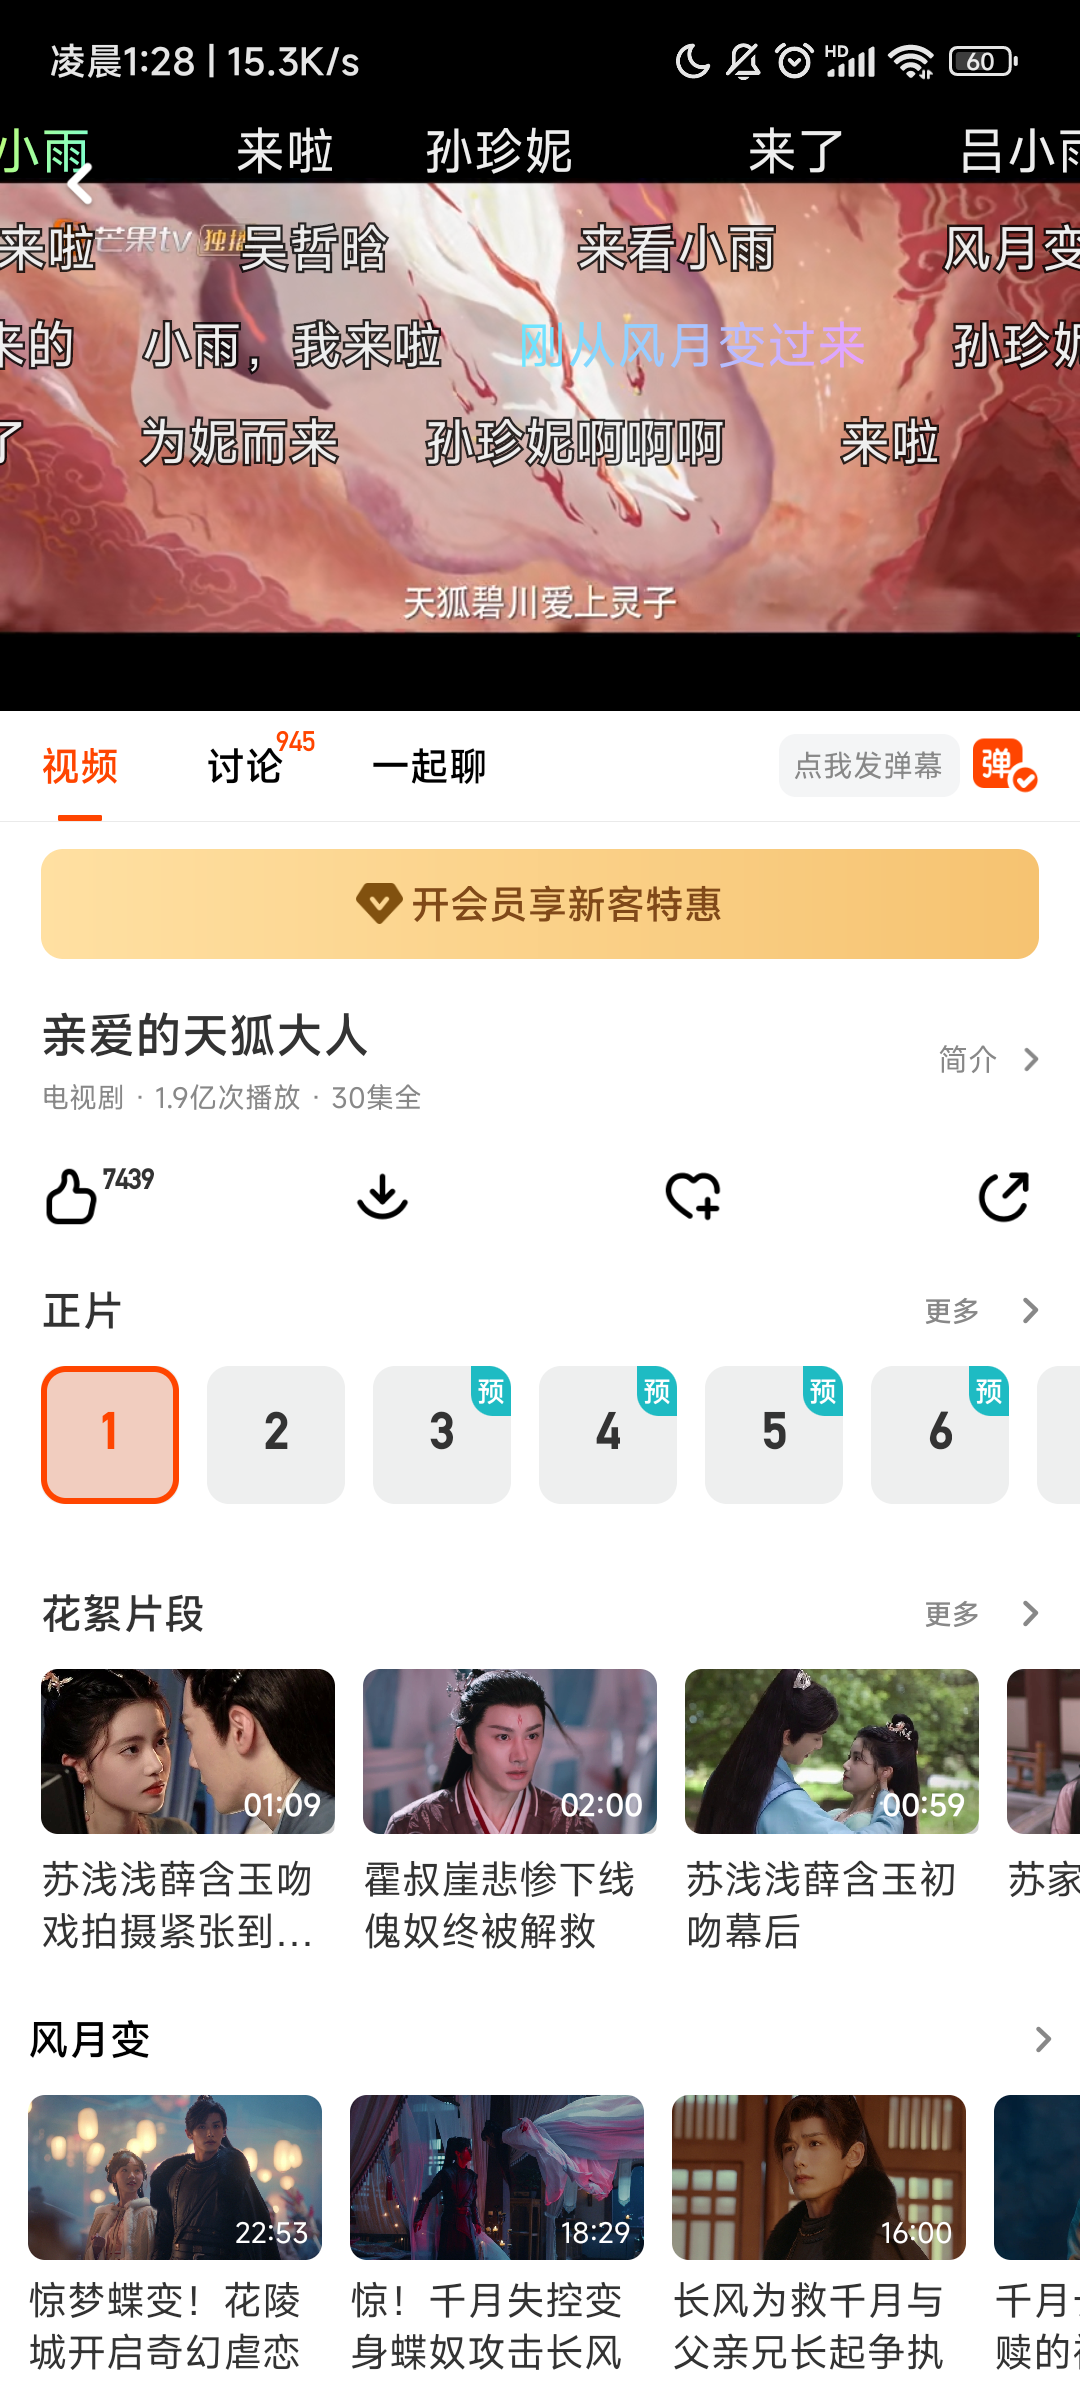 凌晨1:28 | 15.3K/s
HD
60
小雨 来啦 孙珍妮 来了 吕小雨
来啦 芒果tv 独播 吴哲晗 来看小雨 风月变
来的 小雨，我来啦 刚从风月变过来 孙珍妮
了 为妮而来 孙珍妮啊啊啊 来啦
天狐碧川爱上灵子
视频 讨论 945 一起聊 点我发弹幕 弹
开会员享新客特惠
亲爱的天狐大人
简介
电视剧 · 1.9亿次播放 · 30集全
7439
正片 更多
1 2 3 预 4 预 5 预 6 预
花絮片段 更多
01:09 02:00 00:59
苏浅浅薛含玉吻 霍叔崖悲惨下线 苏浅浅薛含玉初 苏家
戏拍摄紧张到... 傀奴终被解救 吻幕后
风月变
22:53 18:29 16:00
惊梦蝶变！花陵 惊！千月失控变 长风为救千月与 千月
城开启奇幻虐恋 身蝶奴攻击长风 父亲兄长起争执 赎的